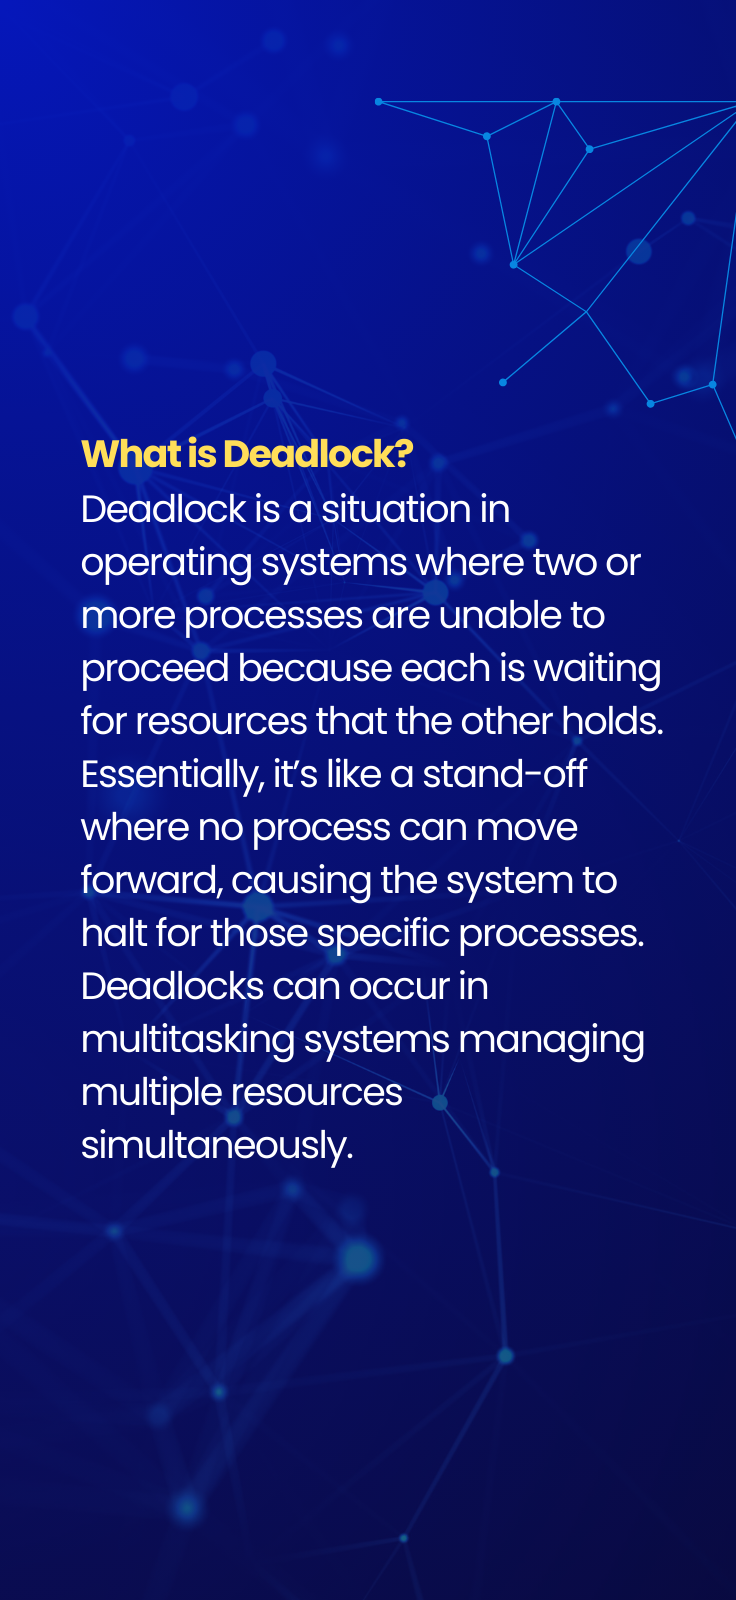 What is Deadlock?
Deadlock is a situation in
operating systems where two or
more processes are unable to
proceed because each is waiting
for resources that the other holds.
Essentially, it’s like a stand-off
where no process can move
forward, causing the system to
halt for those specific processes.
Deadlocks can occur in
multitasking systems managing
multiple resources
simultaneously.